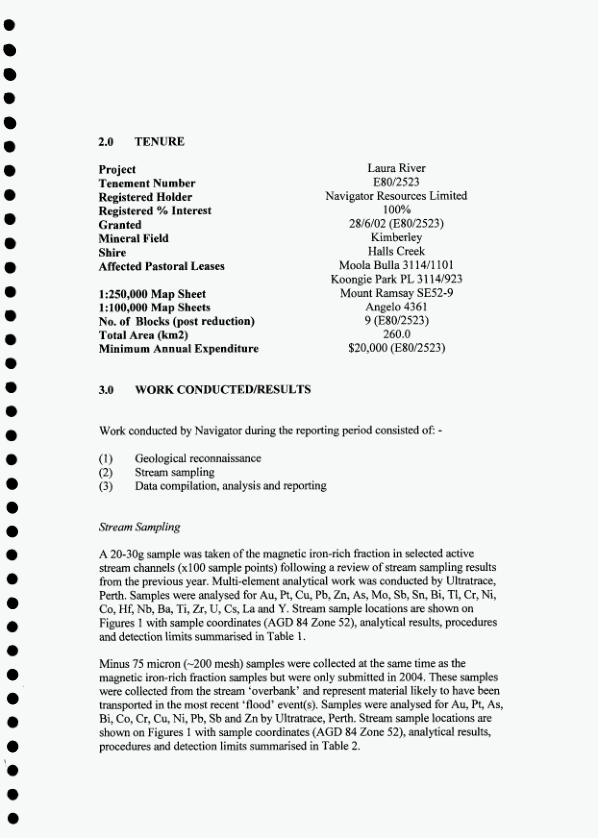 2.0 TENURE
Project Laura River
Tenement Number E80/2523
Registered Holder Navigator Resources Limited
Registered % Interest 100%
Granted 28/6/02 (E80/2523)
Mineral Field Kimberley
Shire Halls Creek
Affected Pastoral Leases Moola Bulla 3114/1101
Koongie Park PL 3114/923
1:250,000 Map Sheet Mount Ramsay SE52-9
1:100,000 Map Sheets Angelo 4361
No. of Blocks (post reduction) 9 (E80/2523)
Total Area (km2) 260.0
Minimum Annual Expenditure $20,000 (E80/2523)
3.0 WORK CONDUCTED/RESULTS
Work conducted by Navigator during the reporting period consisted of: -
(1) Geological reconnaissance
(2) Stream sampling
(3) Data compilation, analysis and reporting
Stream Sampling
A 20-30g sample was taken of the magnetic iron-rich fraction in selected active
stream channels (x100 sample points) following a review of stream sampling results
from the previous year. Multi-element analytical work was conducted by Ultratrace,
Perth. Samples were analysed for Au, Pt, Cu, Pb, Zn, As, Mo, Sb, Sn, Bi, Tl, Cr, Ni,
Co, Hf, Nb, Ba, Ti, Zr, U, Cs, La and Y. Stream sample locations are shown on
Figures 1 with sample coordinates (AGD 84 Zone 52), analytical results, procedures
and detection limits summarised in Table 1.
Minus 75 micron (~200 mesh) samples were collected at the same time as the
magnetic iron-rich fraction samples but were only submitted in 2004. These samples
were collected from the stream 'overbank' and represent material likely to have been
transported in the most recent 'flood' event(s). Samples were analysed for Au, Pt, As,
Bi, Co, Cr, Cu, Ni, Pb, Sb and Zn by Ultratrace, Perth. Stream sample locations are
shown on Figures 1 with sample coordinates (AGD 84 Zone 52), analytical results,
procedures and detection limits summarised in Table 2.